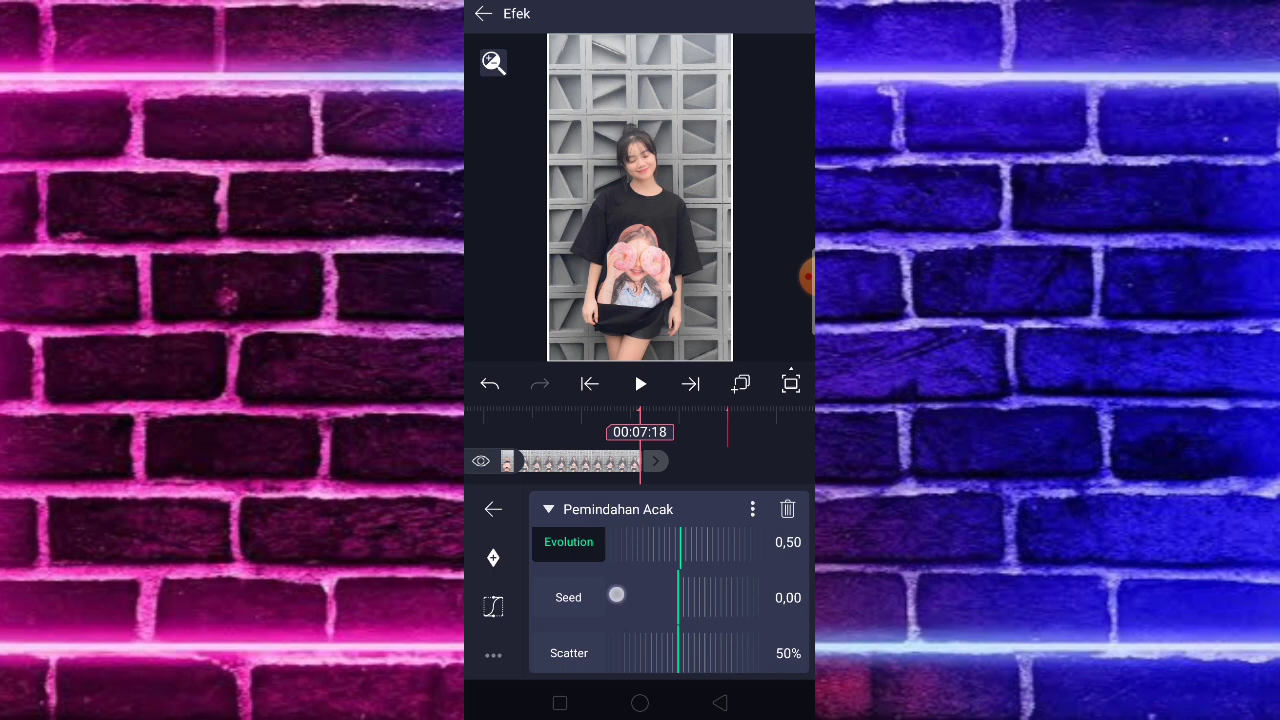 Efek
00:07:18
Pemindahan Acak
Evolution 0,50
Seed 0,00
Scatter 50%